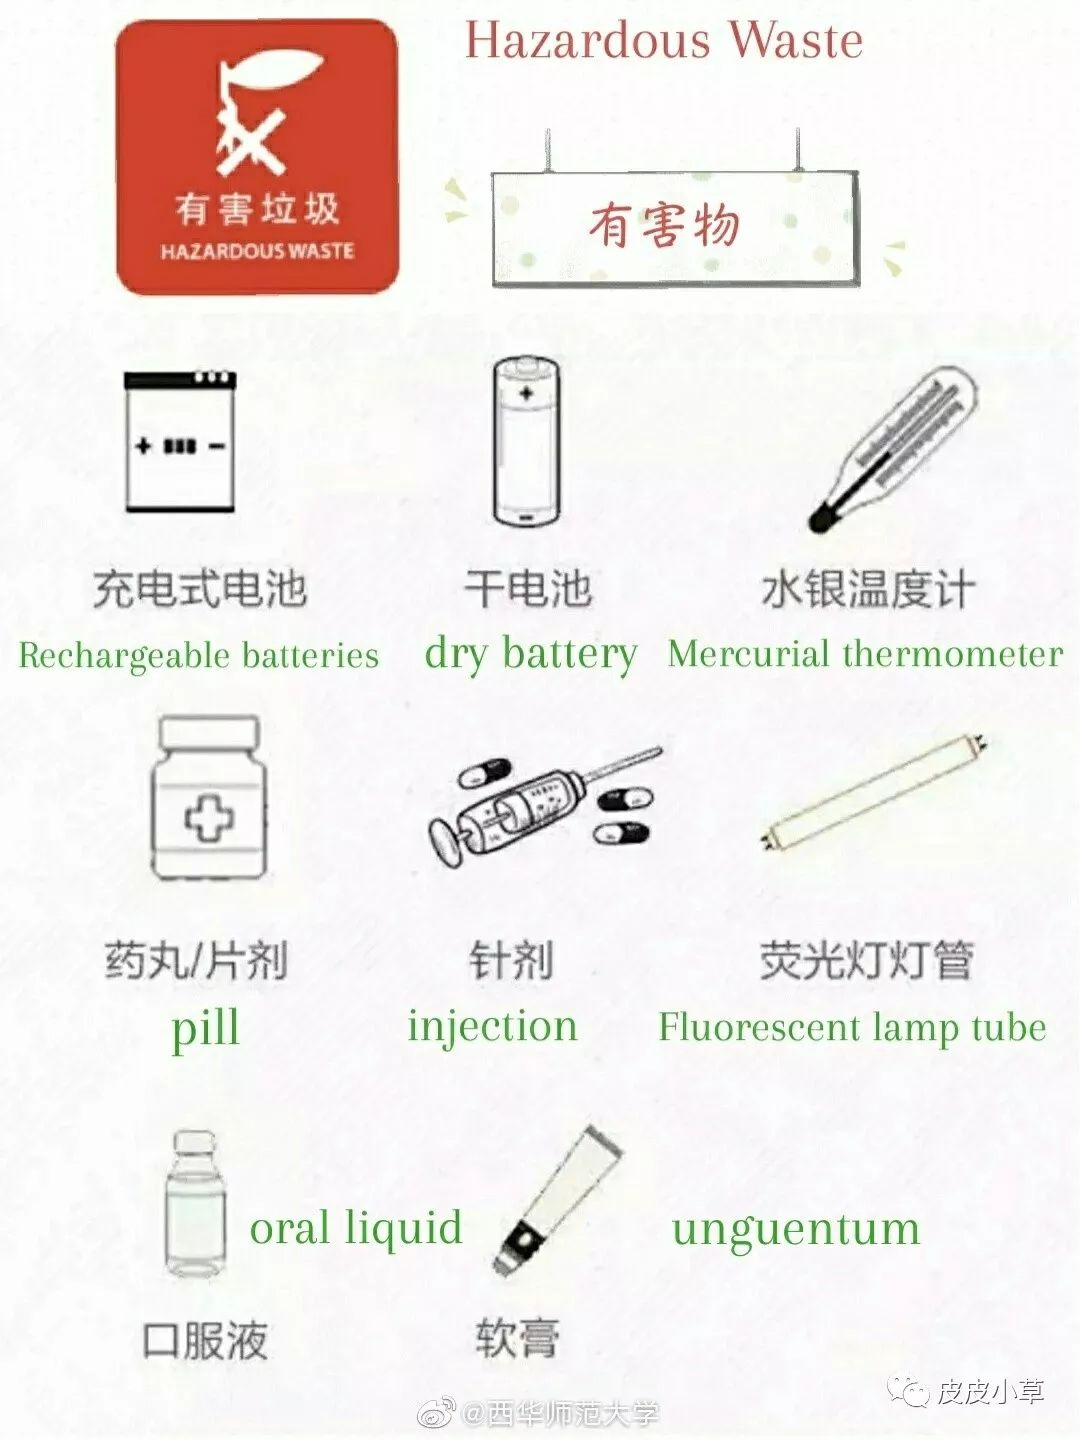 Hazardous Waste
有害垃圾
HAZARDOUS WASTE
有害物
充电式电池
干电池
水银温度计
Rechargeable batteries
dry battery
Mercurial thermometer
药丸/片剂
针剂
荧光灯灯管
pill
injection
Fluorescent lamp tube
oral liquid
unguentum
口服液
软膏
皮皮小草
@西华师范大学